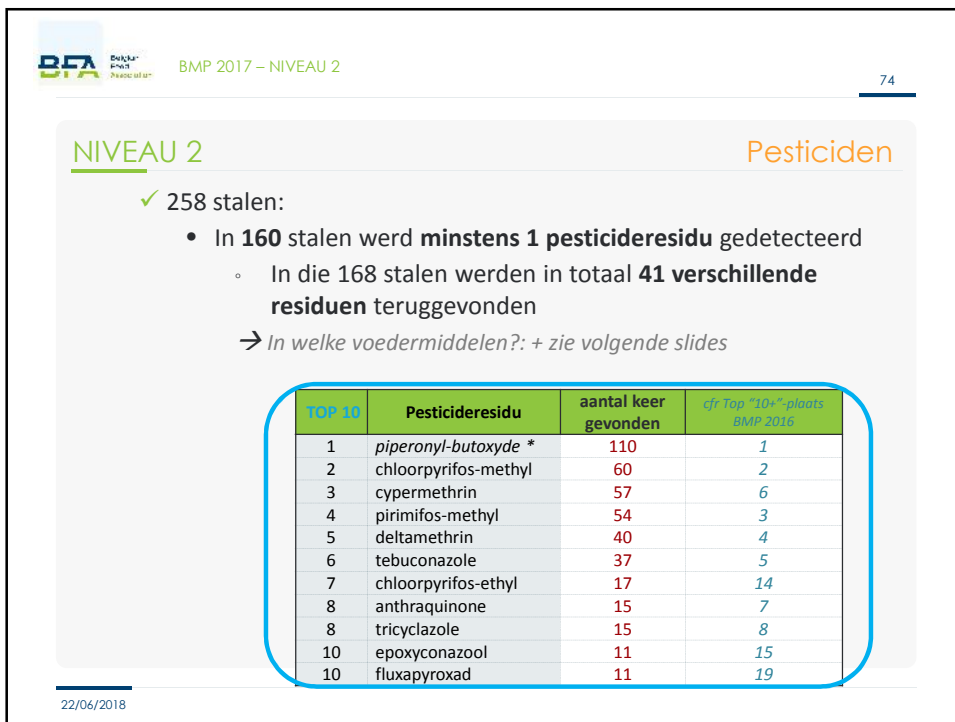 BFA Belgian Feed Association
BMP 2017 – NIVEAU 2
74
NIVEAU 2
Pesticiden
✓ 258 stalen:
• In 160 stalen werd minstens 1 pesticideresidu gedetecteerd
◦ In die 168 stalen werden in totaal 41 verschillende
residuen teruggevonden
→ In welke voedermiddelen?: + zie volgende slides
TOP 10 Pesticideresidu aantal keer gevonden cfr Top "10+"-plaats BMP 2016
1 piperonyl-butoxyde * 110 1
2 chloorpyrifos-methyl 60 2
3 cypermethrin 57 6
4 pirimifos-methyl 54 3
5 deltamethrin 40 4
6 tebuconazole 37 5
7 chloorpyrifos-ethyl 17 14
8 anthraquinone 15 7
8 tricyclazole 15 8
10 epoxyconazool 11 15
10 fluxapyroxad 11 19
22/06/2018